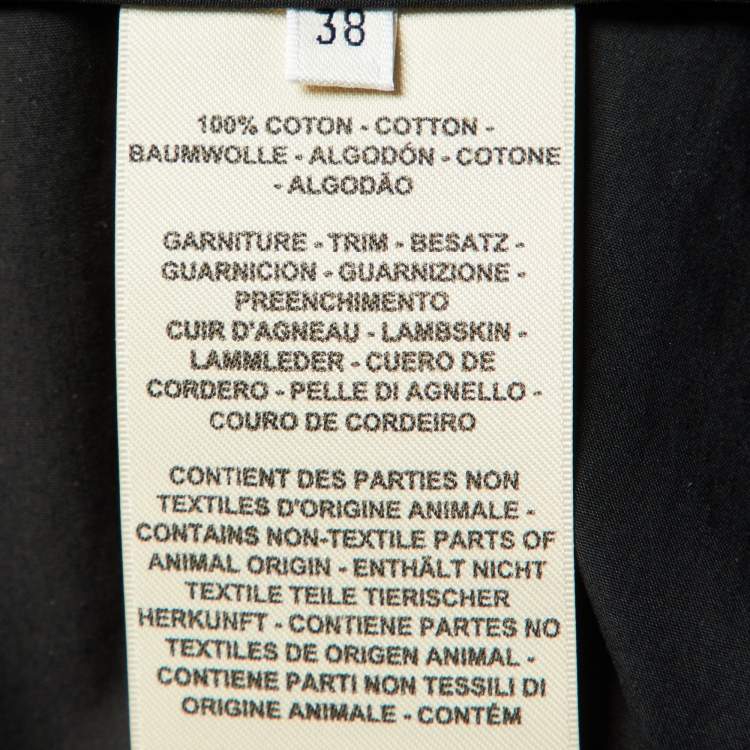 38
100% COTON - COTTON -
BAUMWOLLE - ALGODÓN - COTONE
- ALGODÃO
GARNITURE - TRIM - BESATZ -
GUARNICION - GUARNIZIONE -
PREENCHIMENTO
CUIR D'AGNEAU - LAMBSKIN -
LAMMLEDER - CUERO DE
CORDERO - PELLE DI AGNELLO -
COURO DE CORDEIRO
CONTIENT DES PARTIES NON
TEXTILES D'ORIGINE ANIMALE -
CONTAINS NON-TEXTILE PARTS OF
ANIMAL ORIGIN - ENTHÄLT NICHT
TEXTILE TEILE TIERISCHER
HERKUNFT - CONTIENE PARTES NO
TEXTILES DE ORIGEN ANIMAL -
CONTIENE PARTI NON TESSILI DI
ORIGINE ANIMALE - CONTÉM